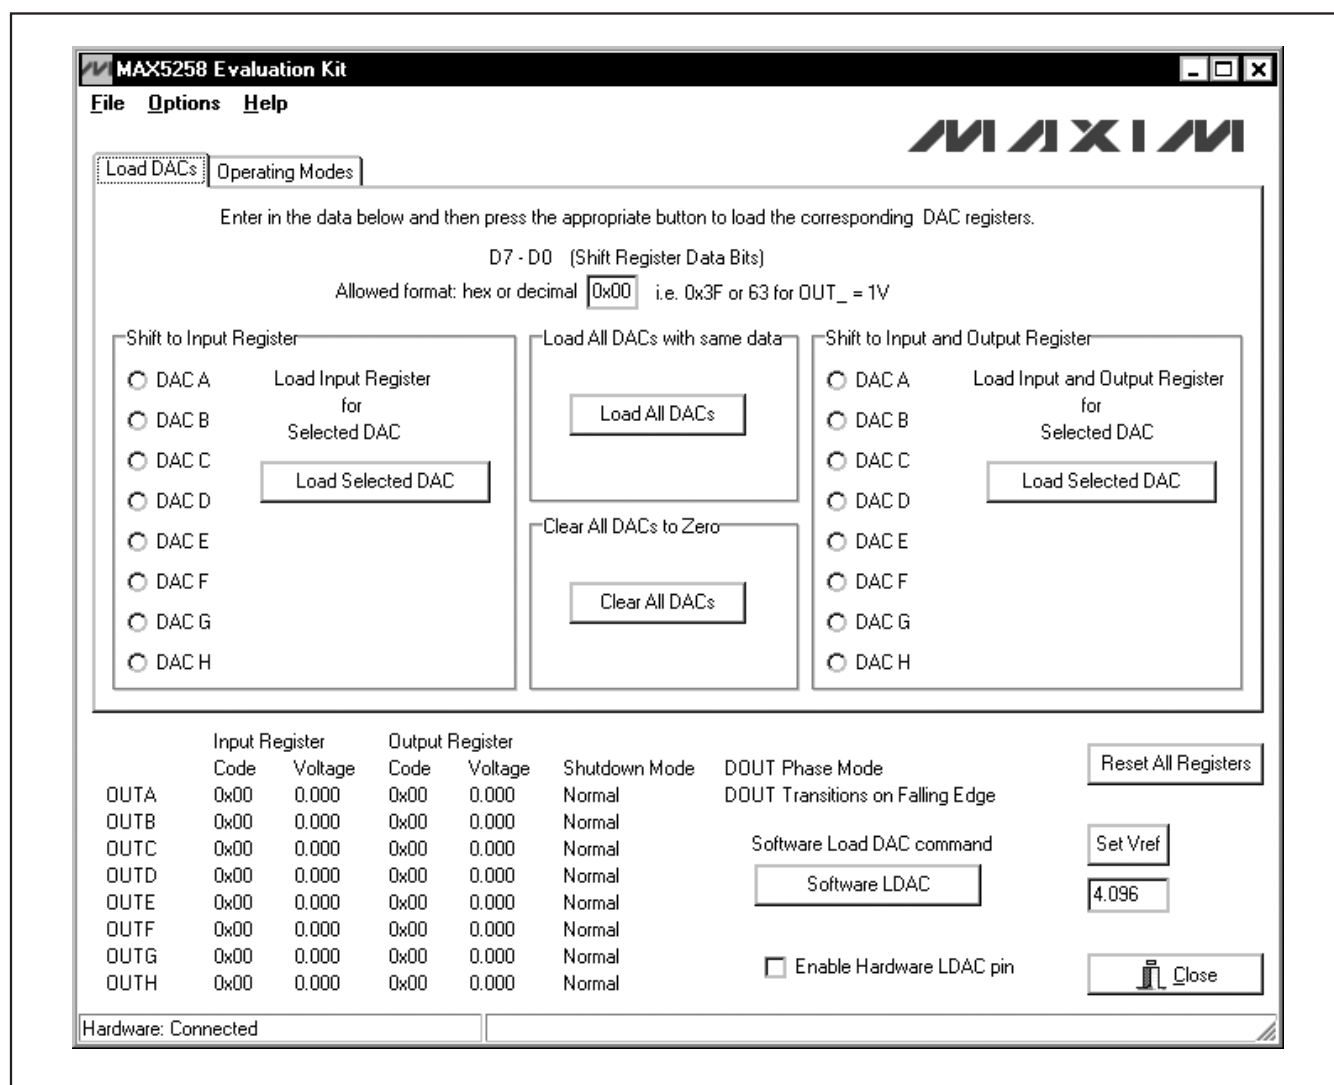 MAX5258 Evaluation Kit
File Options Help
MAXIM
Load DACs Operating Modes
Enter in the data below and then press the appropriate button to load the corresponding DAC registers.
D7 - D0 (Shift Register Data Bits)
Allowed format: hex or decimal 0x00 i.e. 0x3F or 63 for OUT_ = 1V
Shift to Input Register
DAC A
DAC B
DAC C
DAC D
DAC E
DAC F
DAC G
DAC H
Load Input Register
for
Selected DAC
Load Selected DAC
Load All DACs with same data
Load All DACs
Clear All DACs to Zero
Clear All DACs
Shift to Input and Output Register
DAC A
DAC B
DAC C
DAC D
DAC E
DAC F
DAC G
DAC H
Load Input and Output Register
for
Selected DAC
Load Selected DAC
Input Register Output Register
Code Voltage Code Voltage Shutdown Mode
OUTA 0x00 0.000 0x00 0.000 Normal
OUTB 0x00 0.000 0x00 0.000 Normal
OUTC 0x00 0.000 0x00 0.000 Normal
OUTD 0x00 0.000 0x00 0.000 Normal
OUTE 0x00 0.000 0x00 0.000 Normal
OUTF 0x00 0.000 0x00 0.000 Normal
OUTG 0x00 0.000 0x00 0.000 Normal
OUTH 0x00 0.000 0x00 0.000 Normal
DOUT Phase Mode
DOUT Transitions on Falling Edge
Software Load DAC command
Software LDAC
Enable Hardware LDAC pin
Reset All Registers
Set Vref
4.096
Close
Hardware: Connected